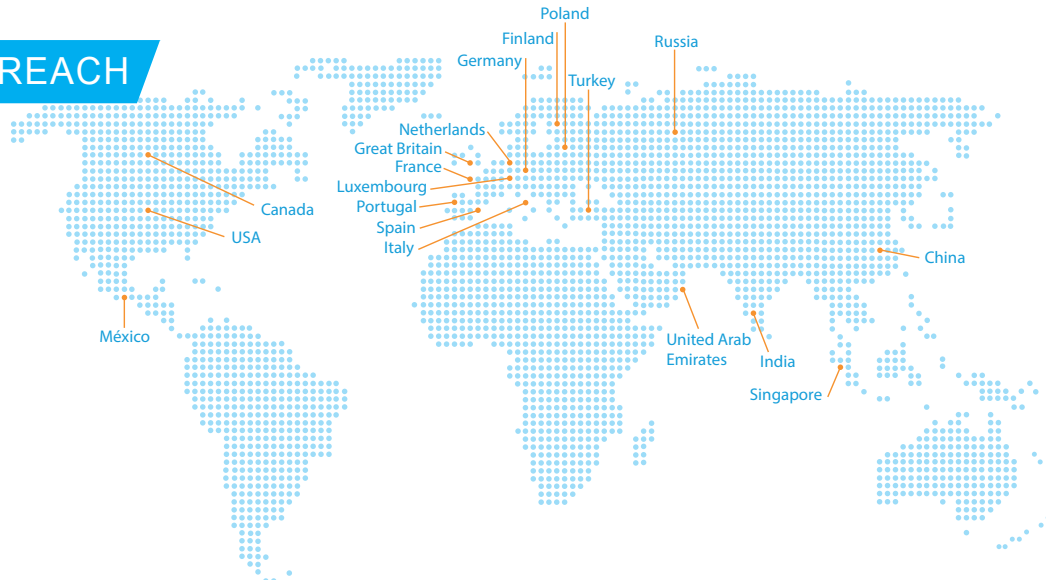 REACH
Poland
Finland
Russia
Germany
Turkey
Netherlands
Great Britain
France
Luxembourg
Canada
Portugal
Spain
USA
Italy
China
México
United Arab
Emirates
India
Singapore